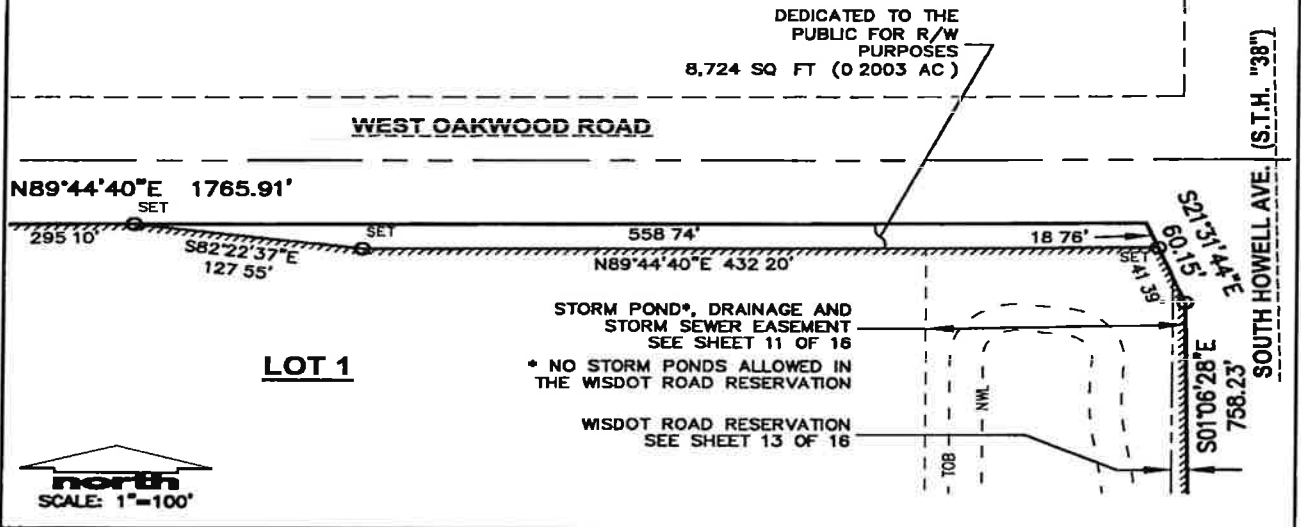 DEDICATED TO THE
PUBLIC FOR R/W
PURPOSES
8,724 SQ FT (0 2003 AC)
WEST OAKWOOD ROAD
SOUTH HOWELL AVE. (S.T.H. "38")
N89°44'40"E 1765.91'
SET
295 10'
S82°22'37"E
127 55'
SET
558 74'
N89°44'40"E 432 20'
18 76'
SET
S21°31'44"E
60.15'
41 39'
STORM POND*, DRAINAGE AND
STORM SEWER EASEMENT
SEE SHEET 11 OF 16
* NO STORM PONDS ALLOWED IN
THE WISDOT ROAD RESERVATION
WISDOT ROAD RESERVATION
SEE SHEET 13 OF 16
LOT 1
TOB
NWL
S01°06'28"E
758.23'
north
SCALE: 1"=100'